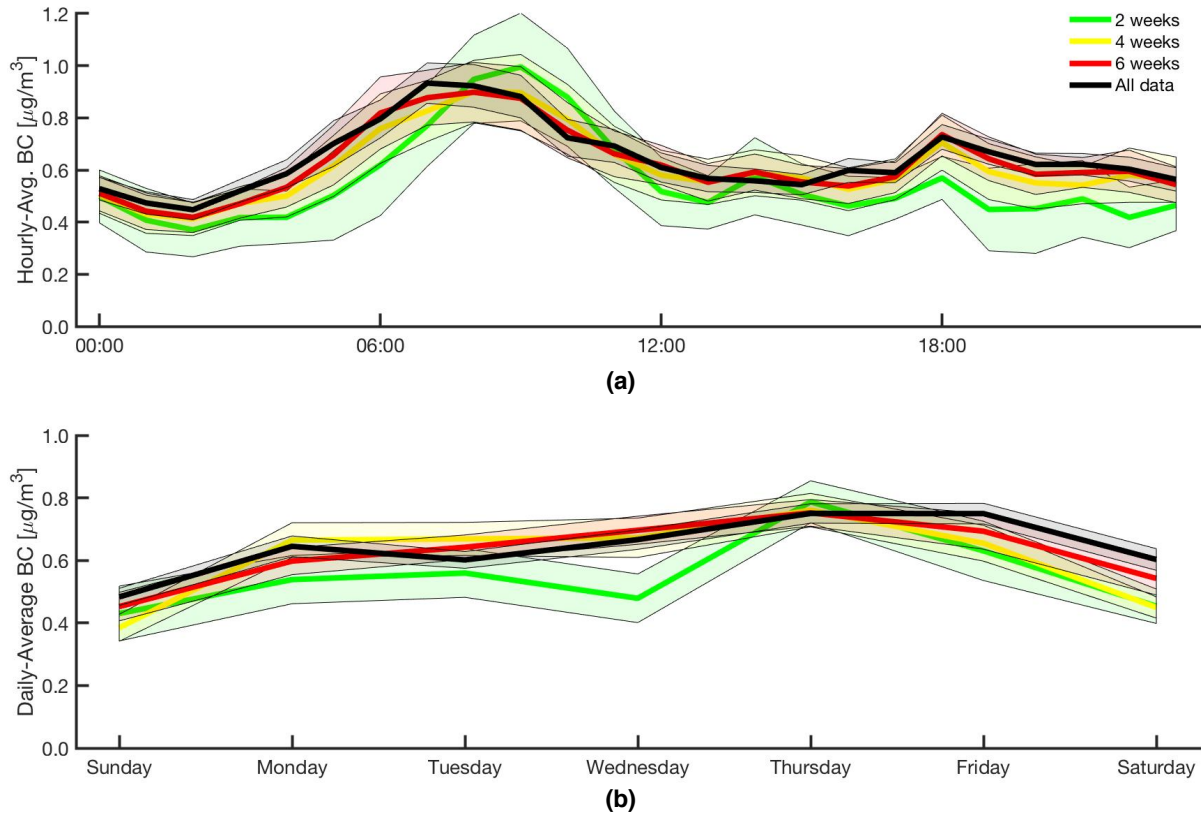 Hourly-Avg. BC [μg/m³]
1.2
1.0
0.8
0.6
0.4
0.2
0.0
2 weeks
4 weeks
6 weeks
All data
00:00 06:00 12:00 18:00
(a)
Daily-Average BC [μg/m³]
1.0
0.8
0.6
0.4
0.2
0.0
Sunday Monday Tuesday Wednesday Thursday Friday Saturday
(b)